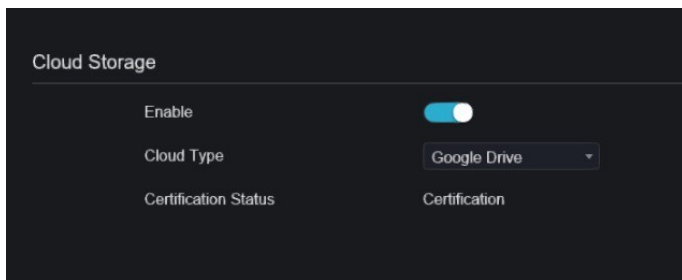 Cloud Storage
Enable
Cloud Type Google Drive
Certification Status Certification